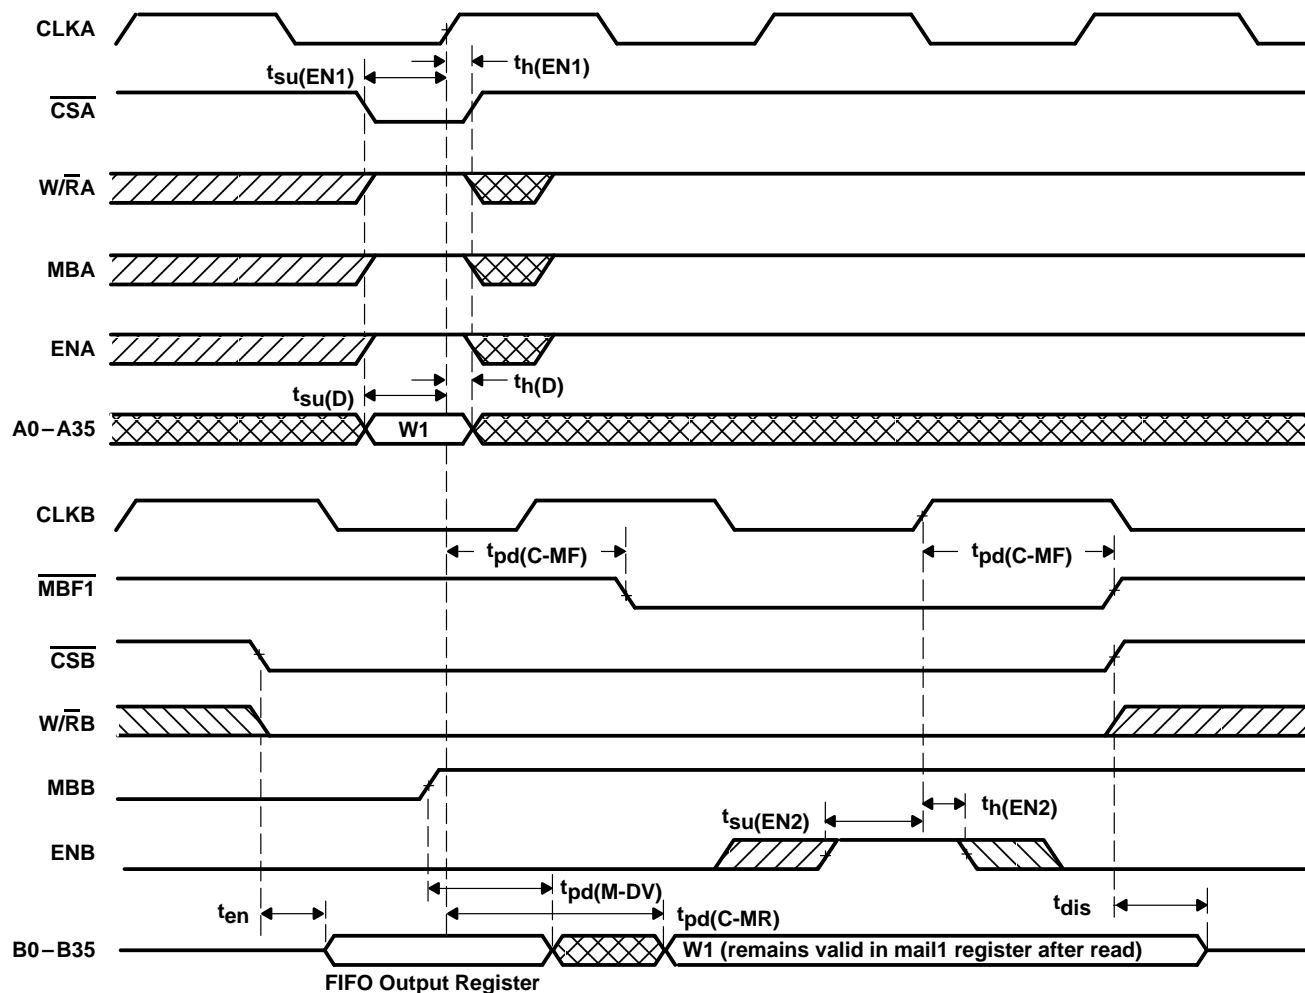 CLKA
tsu(EN1)
th(EN1)
CSA
W/RA
MBA
ENA
tsu(D)
th(D)
A0–A35
W1
CLKB
tpd(C-MF)
tpd(C-MF)
MBF1
CSB
W/RB
MBB
tsu(EN2)
th(EN2)
ENB
ten
tpd(M-DV)
tpd(C-MR)
tdis
B0–B35
W1 (remains valid in mail1 register after read)
FIFO Output Register